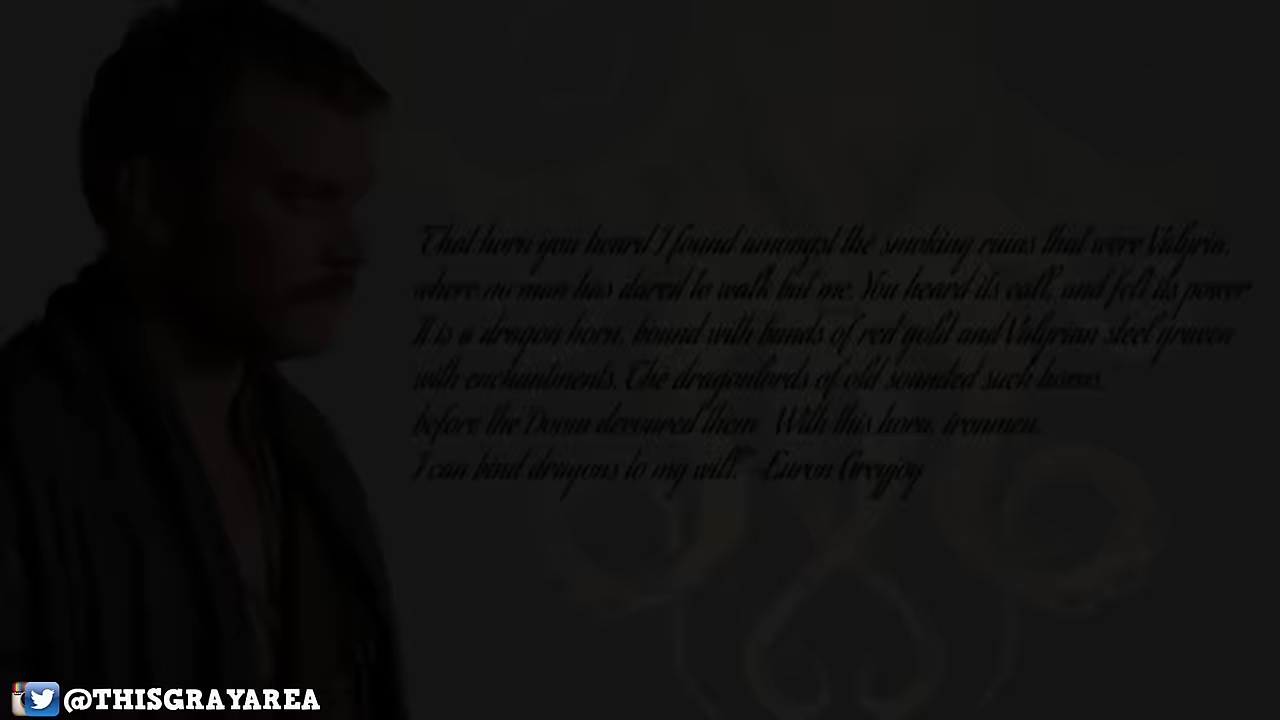 "That horn you heard I found amongst the smoking ruins that were Valyria,
where no man has dared to walk but me. You heard its call, and felt its power
It is a dragon horn, bound with bands of red gold and Valyrian steel graven
with enchantments. The dragonlords of old sounded such horns,
before the Doom devoured them. With this horn, ironmen,
I can bind dragons to my will." -Euron Greyjoy
@THISGRAYAREA